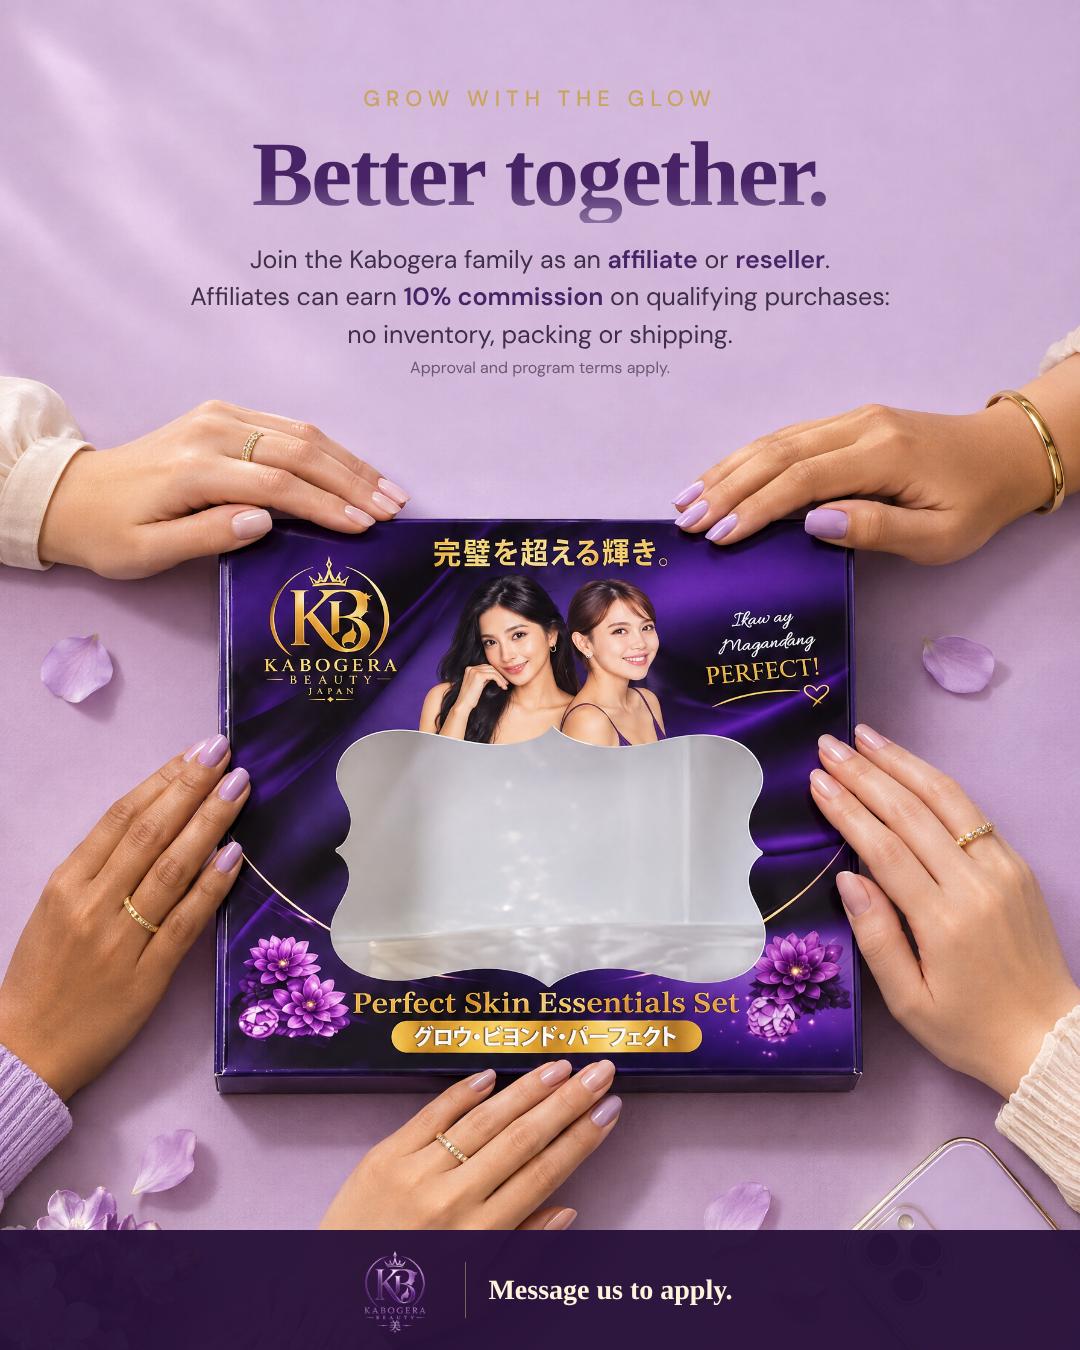 GROW WITH THE GLOW
Better together.
Join the Kabogera family as an affiliate or reseller.
Affiliates can earn 10% commission on qualifying purchases:
no inventory, packing or shipping.
Approval and program terms apply.
完璧を超える輝き。
KB
KABOGERA
BEAUTY
JAPAN
Ikaw ay
Magandang
PERFECT!
Perfect Skin Essentials Set
グロウ・ビヨンド・パーフェクト
KB
KABOGERA
BEAUTY
美
Message us to apply.